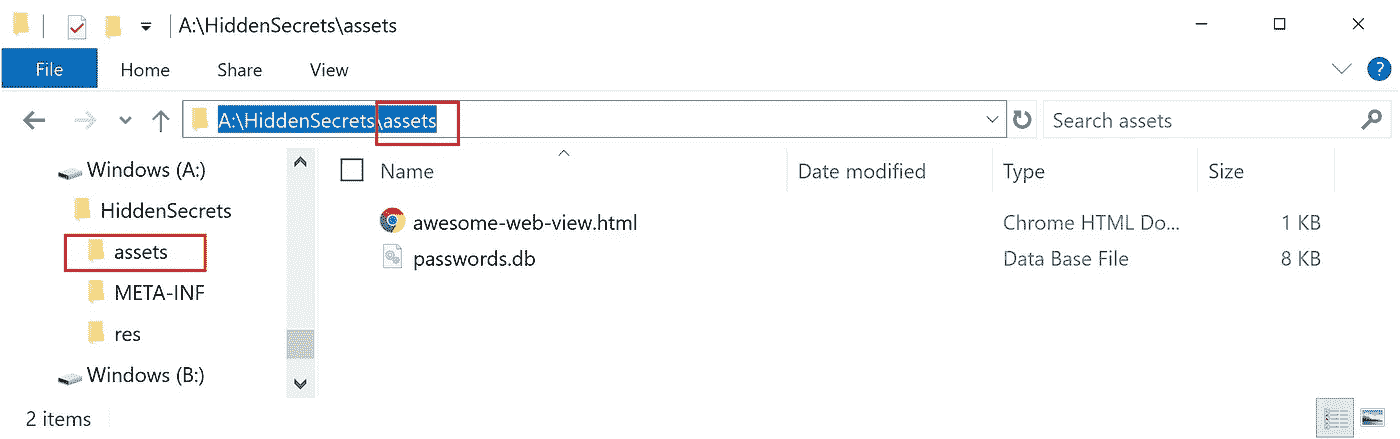 A:\HiddenSecrets\assets
File Home Share View
A:\HiddenSecrets\assets Search assets
Windows (A:)
HiddenSecrets
assets
META-INF
res
Windows (B:)
Name Date modified Type Size
awesome-web-view.html Chrome HTML Do... 1 KB
passwords.db Data Base File 8 KB
2 items